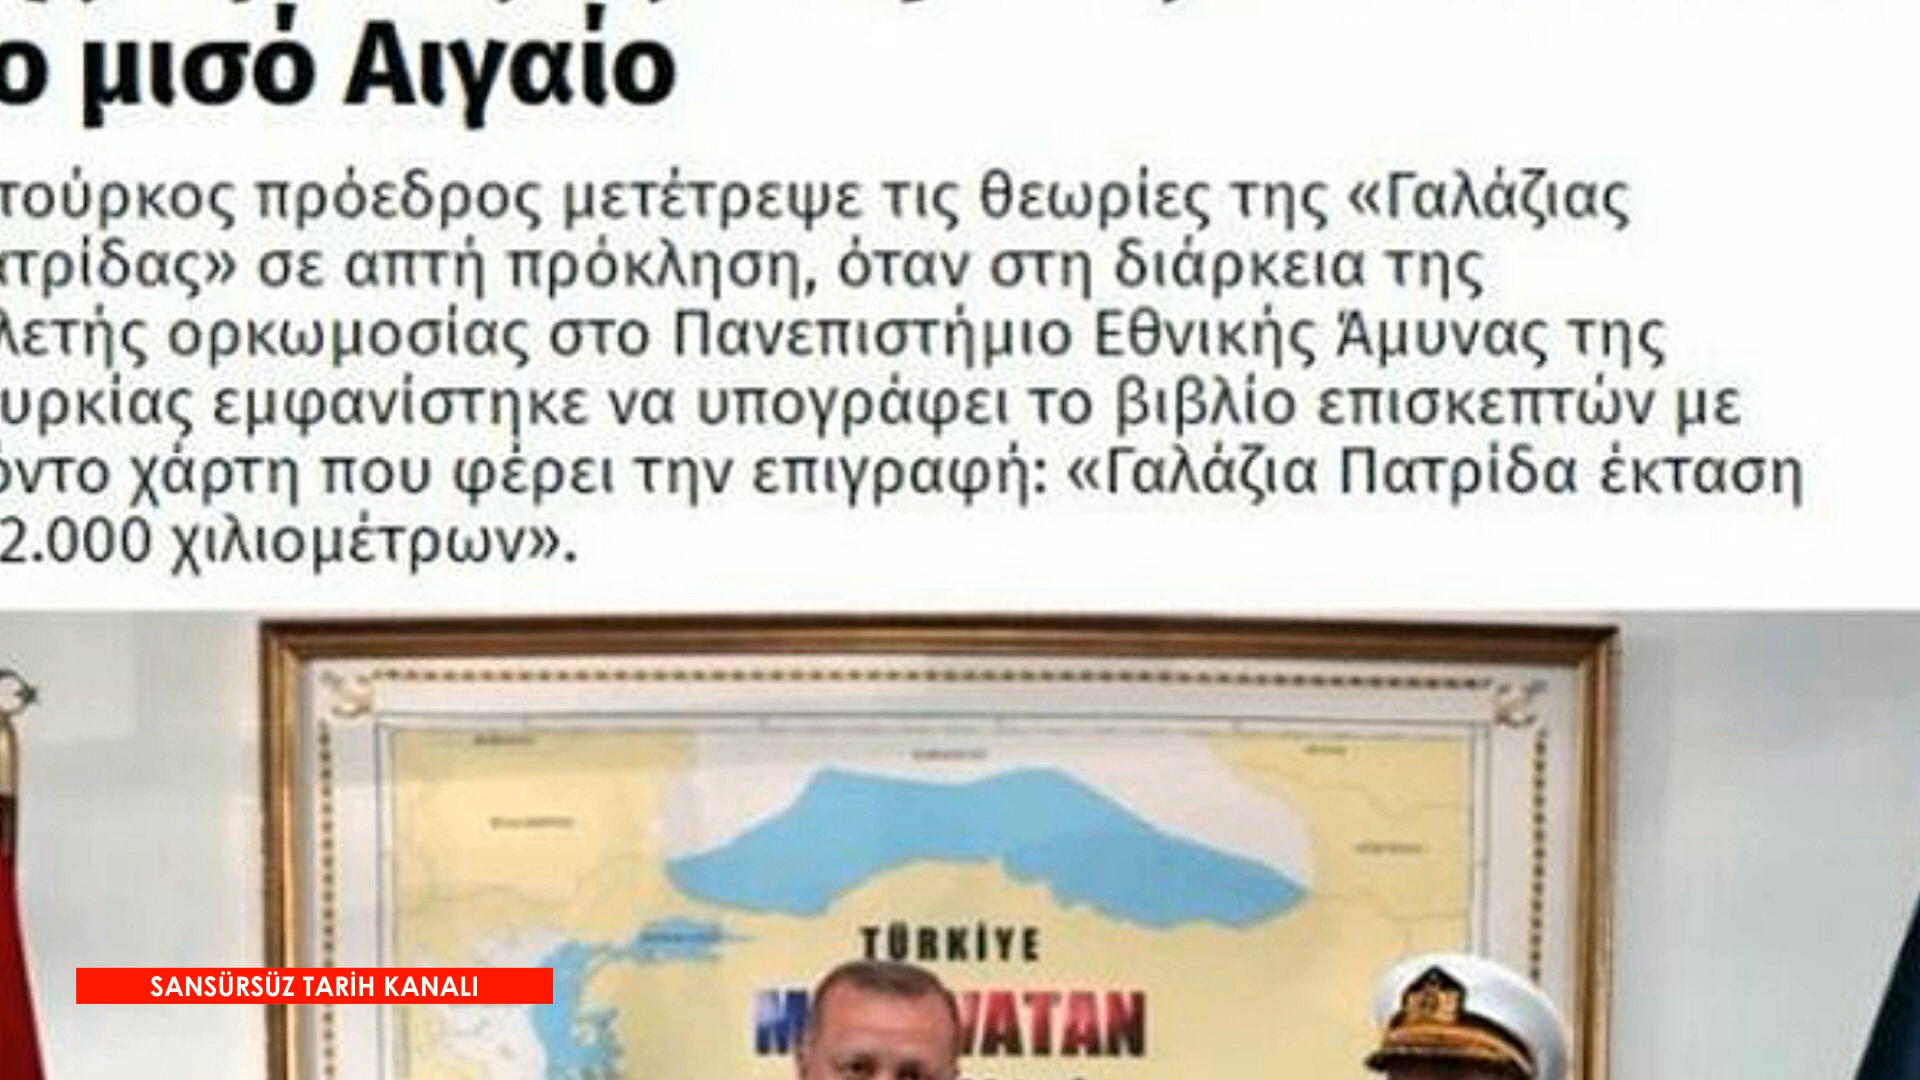 ο μισό Αιγαίο
τούρκος πρόεδρος μετέτρεψε τις θεωρίες της «Γαλάζιας
ατρίδας» σε απτή πρόκληση, όταν στη διάρκεια της
λετής ορκωμοσίας στο Πανεπιστήμιο Εθνικής Άμυνας της
υρκίας εμφανίστηκε να υπογράφει το βιβλίο επισκεπτών με
όντο χάρτη που φέρει την επιγραφή: «Γαλάζια Πατρίδα έκταση
2.000 χιλιομέτρων».
TÜRKİYE
VATAN
SANSÜRSÜZ TARİH KANALI